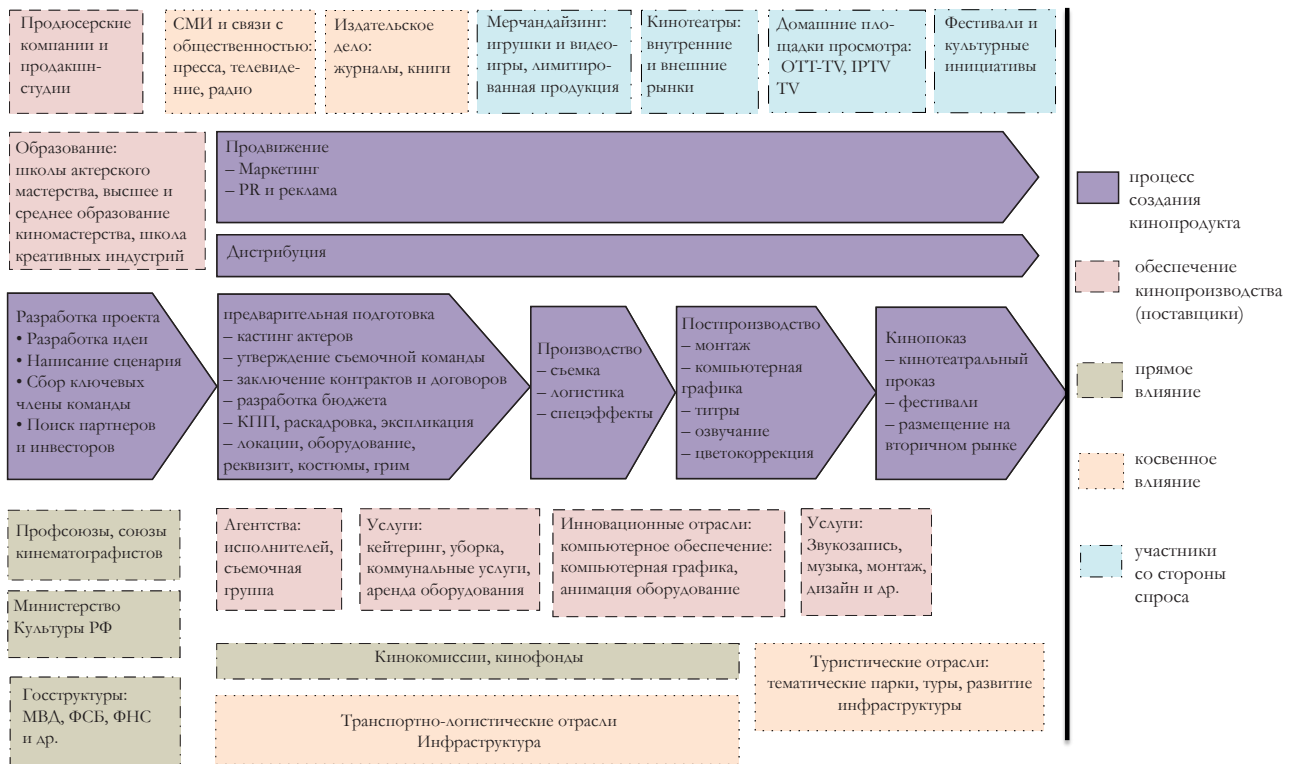 Продюсерские
компании и
продакшн-
студии
СМИ и связи с
общественностью:
пресса, телевиде-
ние, радио
Издательское
дело:
журналы, книги
Мерчандайзинг:
игрушки и видео-
игры, лимитиро-
ванная продукция
Кинотеатры:
внутренние
и внешние
рынки
Домашние пло-
щадки просмотра:
OTT-TV, IPTV
TV
Фестивали и
культурные
инициативы
Образование:
школы актерского
мастерства, высшее и
среднее образование
киномастерства, школа
креативных индустрий
Продвижение
– Маркетинг
– PR и реклама
Дистрибуция
Разработка проекта
• Разработка идеи
• Написание сценария
• Сбор ключевых
члены команды
• Поиск партнеров
и инвесторов
предварительная подготовка
– кастинг актеров
– утверждение съемочной команды
– заключение контрактов и договоров
– разработка бюджета
– КПП, раскадровка, экспликация
– локации, оборудование,
реквизит, костюмы, грим
Производство
– съемка
– логистика
– спецэффекты
Постпроизводство
– монтаж
– компьютерная
графика
– титры
– озвучание
– цветокоррекция
Кинопоказ
– кинотеатральный
проказ
– фестивали
– размещение на
вторичном рынке
Профсоюзы, союзы
кинематографистов
Министерство
Культуры РФ
Госструктуры:
МВД, ФСБ, ФНС
и др.
Агентства:
исполнителей,
съемочная
группа
Услуги:
кейтеринг, уборка,
коммунальные услуги,
аренда оборудования
Инновационные отрасли:
компьютерное обеспечение:
компьютерная графика,
анимация оборудование
Услуги:
Звукозапись,
музыка, монтаж,
дизайн и др.
Кинокомиссии, кинофонды
Транспортно-логистические отрасли
Инфраструктура
Туристические отрасли:
тематические парки, туры, развитие
инфраструктуры
процесс
создания
кинопродукта
обеспечение
кинопроизводства
(поставщики)
прямое
влияние
косвенное
влияние
участники
со стороны
спроса